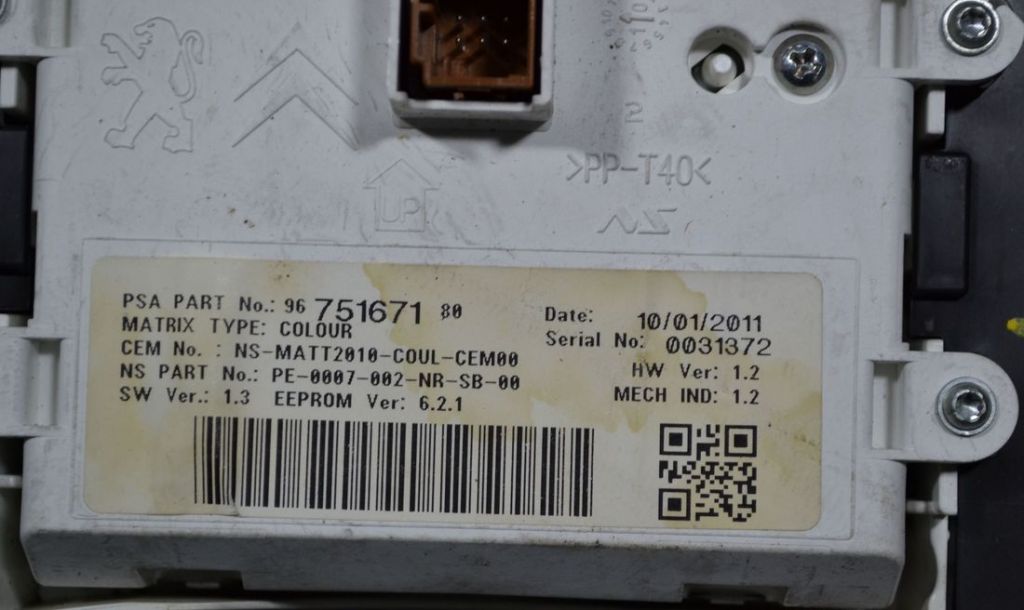 >PP-T40<
UP
NS
PSA PART No.: 96 751671 80
MATRIX TYPE: COLOUR
CEM No. : NS-MATT2010-COUL-CEM00
NS PART No.: PE-0007-002-NR-SB-00
SW Ver.: 1.3 EEPROM Ver: 6.2.1
Date: 10/01/2011
Serial No: 0031372
HW Ver: 1.2
MECH IND: 1.2